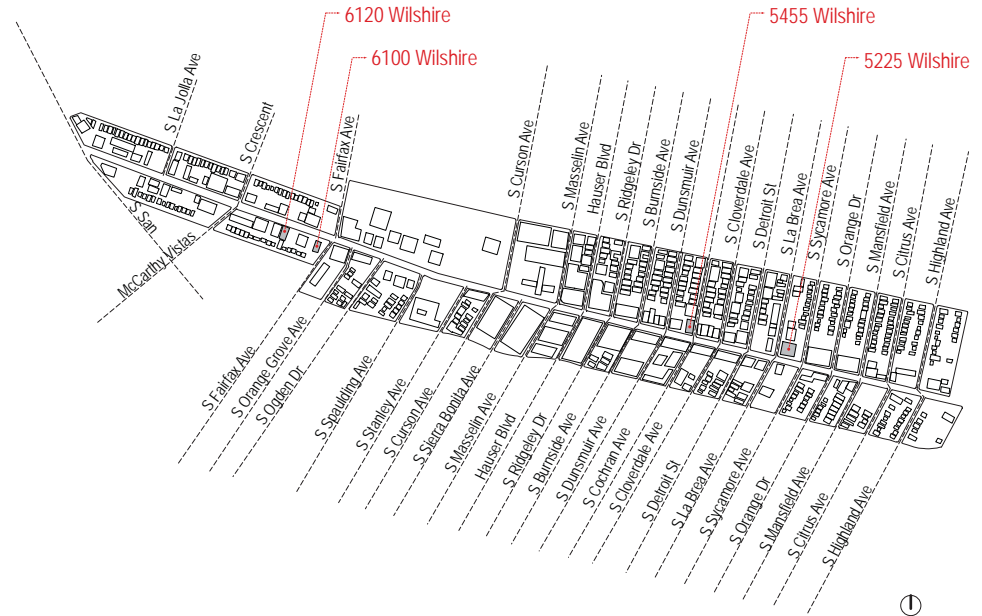 6120 Wilshire
6100 Wilshire
5455 Wilshire
5225 Wilshire
S La Jolla Ave
S Crescent
S Fairfax Ave
S Curson Ave
S Masselin Ave
Hauser Blvd
S Ridgeley Dr
S Burnside Ave
S Dunsmuir Ave
S Cloverdale Ave
S Detroit St
S La Brea Ave
S Sycamore Ave
S Orange Dr
S Mansfield Ave
S Citrus Ave
S Highland Ave
S San
McCarthy Vistas
S Fairfax Ave
S Orange Grove Ave
S Ogden Dr
S Spaulding Ave
S Stanley Ave
S Curson Ave
S Sierra Bonita Ave
S Masselin Ave
Hauser Blvd
S Ridgeley Dr
S Burnside Ave
S Dunsmuir Ave
S Cochran Ave
S Cloverdale Ave
S Detroit St
S La Brea Ave
S Sycamore Ave
S Orange Dr
S Mansfield Ave
S Citrus Ave
S Highland Ave